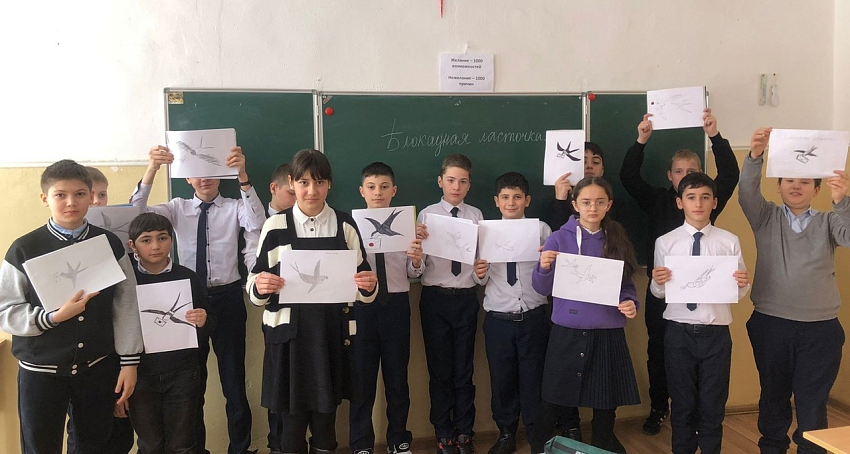 Желание – 1000
возможностей
Нежелание – 1000
причин
Блокадная ласточка